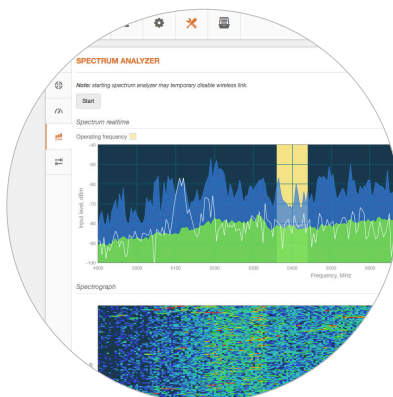 SPECTRUM ANALYZER
Note: starting spectrum analyzer may temporary disable wireless link.
Start
Spectrum realtime
Operating frequency
-40
-50
-60
-70
-80
-90
-100
Input level, dBm
4900 5000 5100 5200 5300 5400 5500 5600
Frequency, MHz
Spectrograph